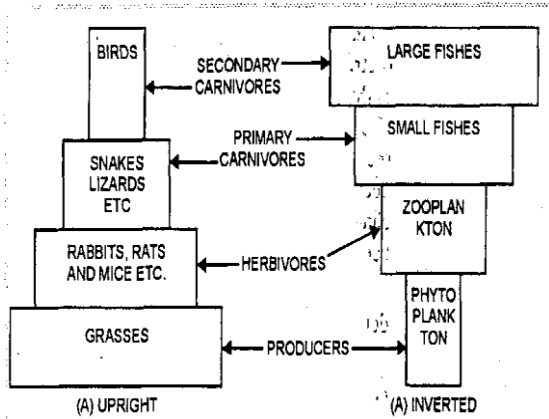 BIRDS
SNAKES
LIZARDS
ETC
RABBITS, RATS
AND MICE ETC.
GRASSES
(A) UPRIGHT
SECONDARY
CARNIVORES
PRIMARY
CARNIVORES
HERBIVORES
PRODUCERS
LARGE FISHES
SMALL FISHES
ZOOPLAN
KTON
PHYTO
PLANK
TON
(A) INVERTED